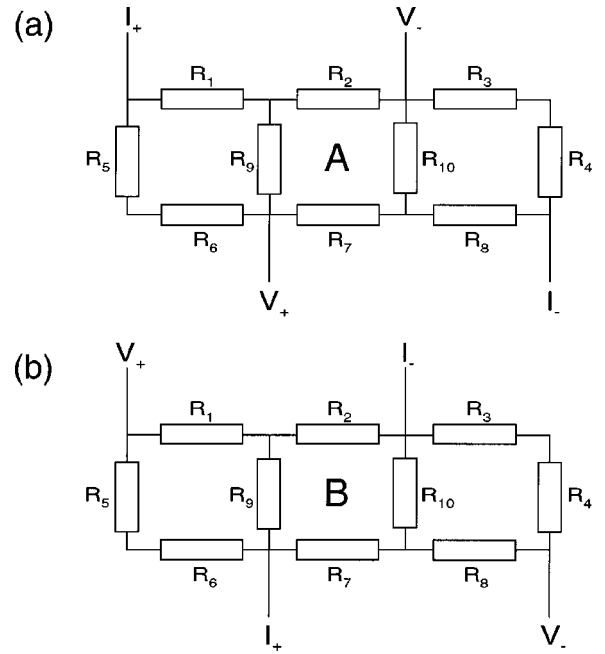 (a)
I₊ V₋
R₁ R₂ R₃
R₅ R₉ A R₁₀ R₄
R₆ R₇ R₈
V₊ I₋
(b)
V₊ I₋
R₁ R₂ R₃
R₅ R₉ B R₁₀ R₄
R₆ R₇ R₈
I₊ V₋